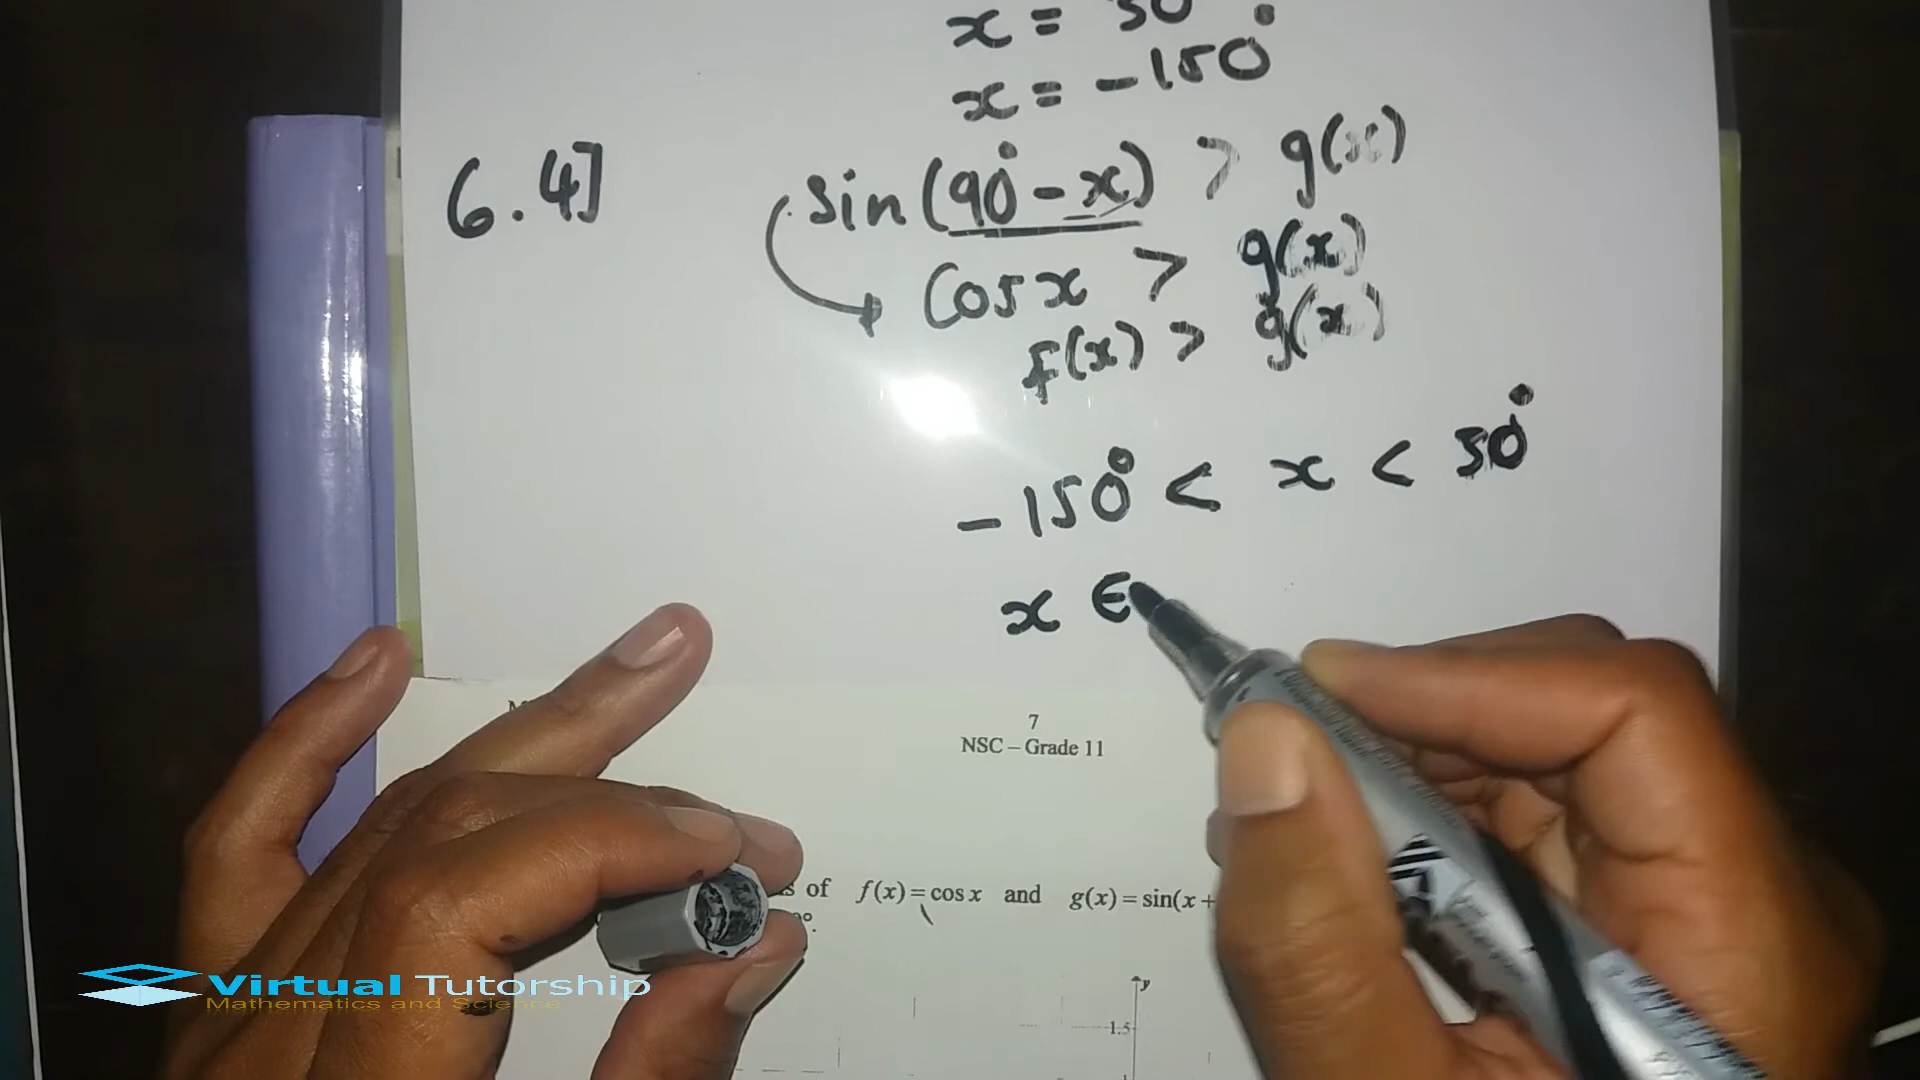 x = 30°
x = -150°
6.4] sin(90° - x) > g(x)
cos x > g(x)
f(x) > g(x)
-150° < x < 30°
x ∈
7
NSC – Grade 11
of f(x) = cos x and g(x) = sin(x +
y
1.5
Virtual Tutorship
Mathematics and Science